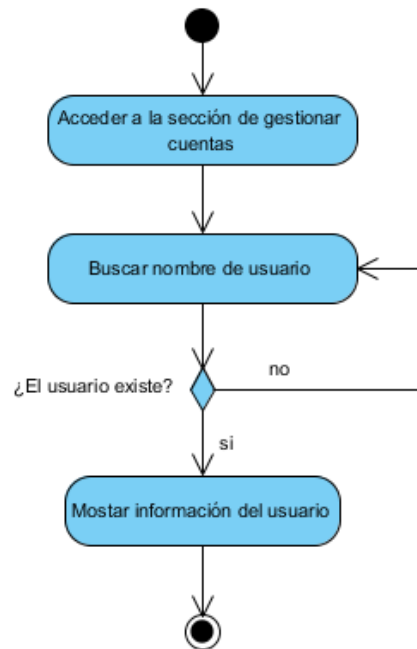 Acceder a la sección de gestionar
cuentas
Buscar nombre de usuario
¿El usuario existe?
no
si
Mostar información del usuario